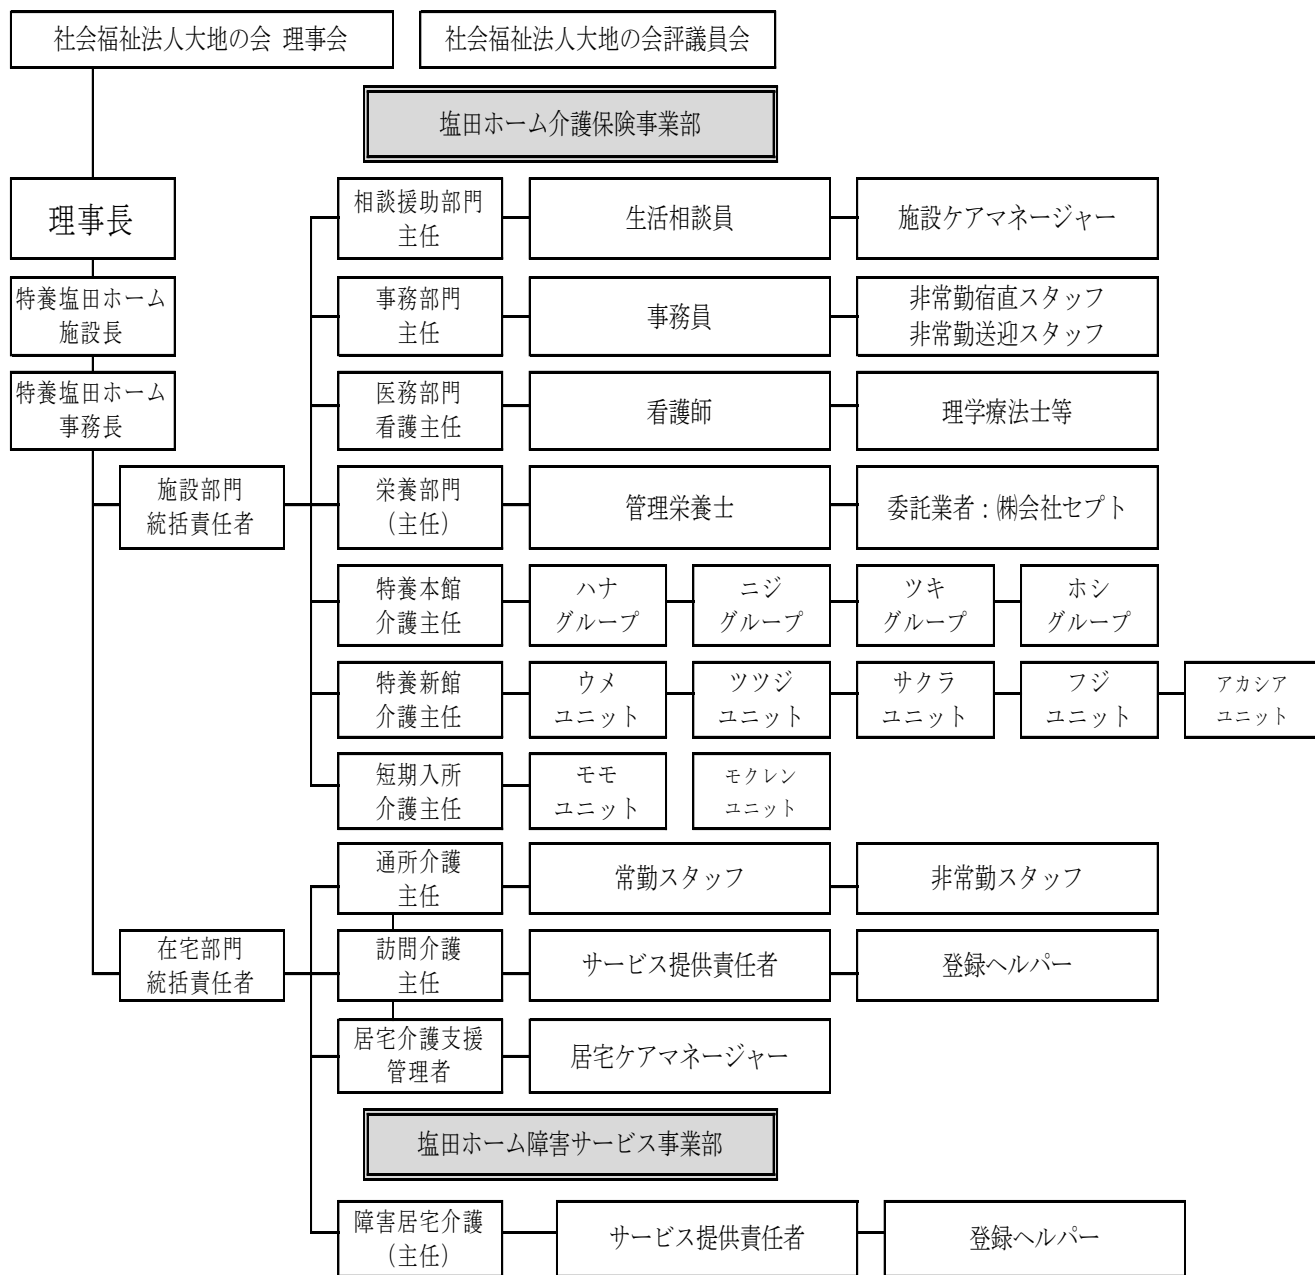 社会福祉法人大地の会 理事会
社会福祉法人大地の会評議員会
塩田ホーム介護保険事業部
理事長
特養塩田ホーム
施設長
特養塩田ホーム
事務長
施設部門
統括責任者
相談援助部門
主任
生活相談員
施設ケアマネージャー
事務部門
主任
事務員
非常勤宿直スタッフ
非常勤送迎スタッフ
医務部門
看護主任
看護師
理学療法士等
栄養部門
(主任)
管理栄養士
委託業者:㈱会社セプト
特養本館
介護主任
ハナ
グループ
ニジ
グループ
ツキ
グループ
ホシ
グループ
特養新館
介護主任
ウメ
ユニット
ツツジ
ユニット
サクラ
ユニット
フジ
ユニット
アカシア
ユニット
短期入所
介護主任
モモ
ユニット
モクレン
ユニット
在宅部門
統括責任者
通所介護
主任
常勤スタッフ
非常勤スタッフ
訪問介護
主任
サービス提供責任者
登録ヘルパー
居宅介護支援
管理者
居宅ケアマネージャー
塩田ホーム障害サービス事業部
障害居宅介護
(主任)
サービス提供責任者
登録ヘルパー